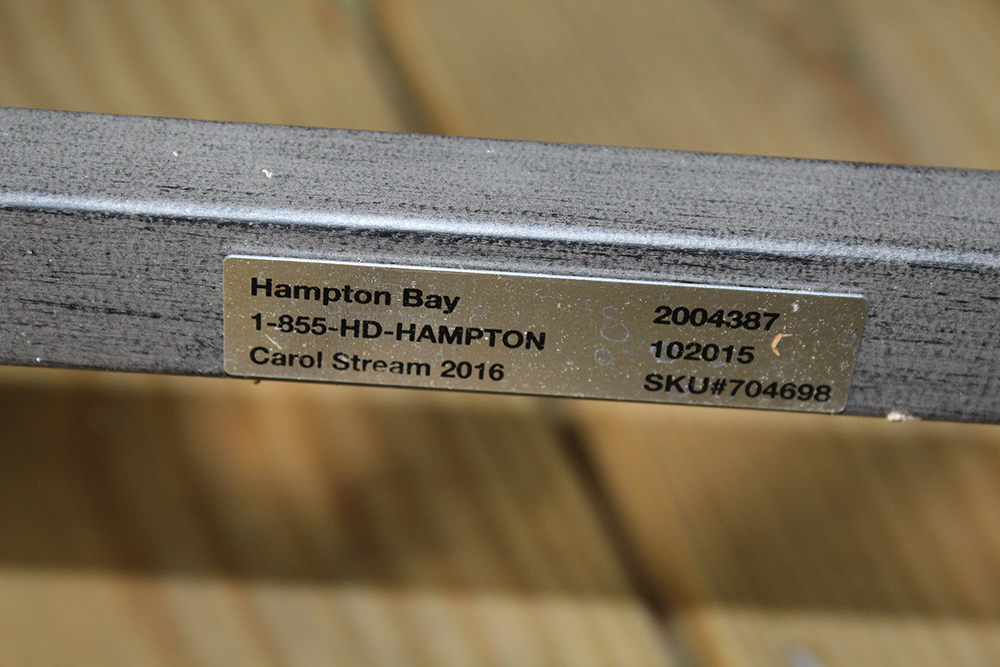 Hampton Bay
1-855-HD-HAMPTON
Carol Stream 2016
2004387
102015
SKU#704698